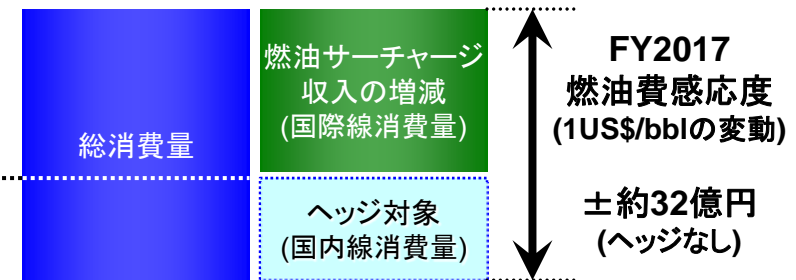 総消費量
燃油サーチャージ
収入の増減
(国際線消費量)
ヘッジ対象
(国内線消費量)
FY2017
燃油費感応度
(1US$/bblの変動)
±約32億円
(ヘッジなし)